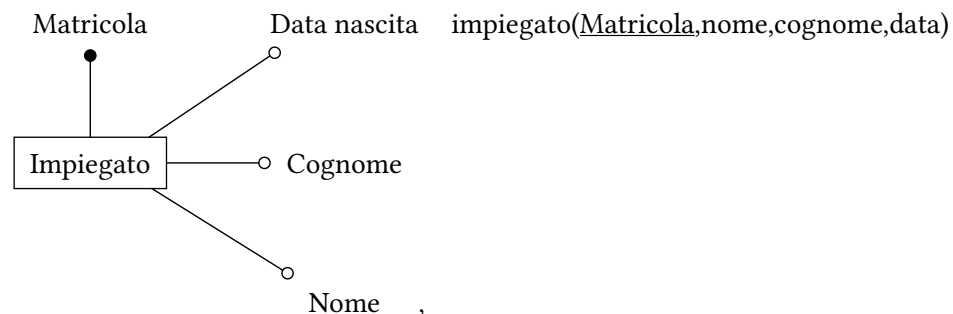 Matricola Data nascita impiegato(Matricola,nome,cognome,data)
Impiegato Cognome
Nome ,